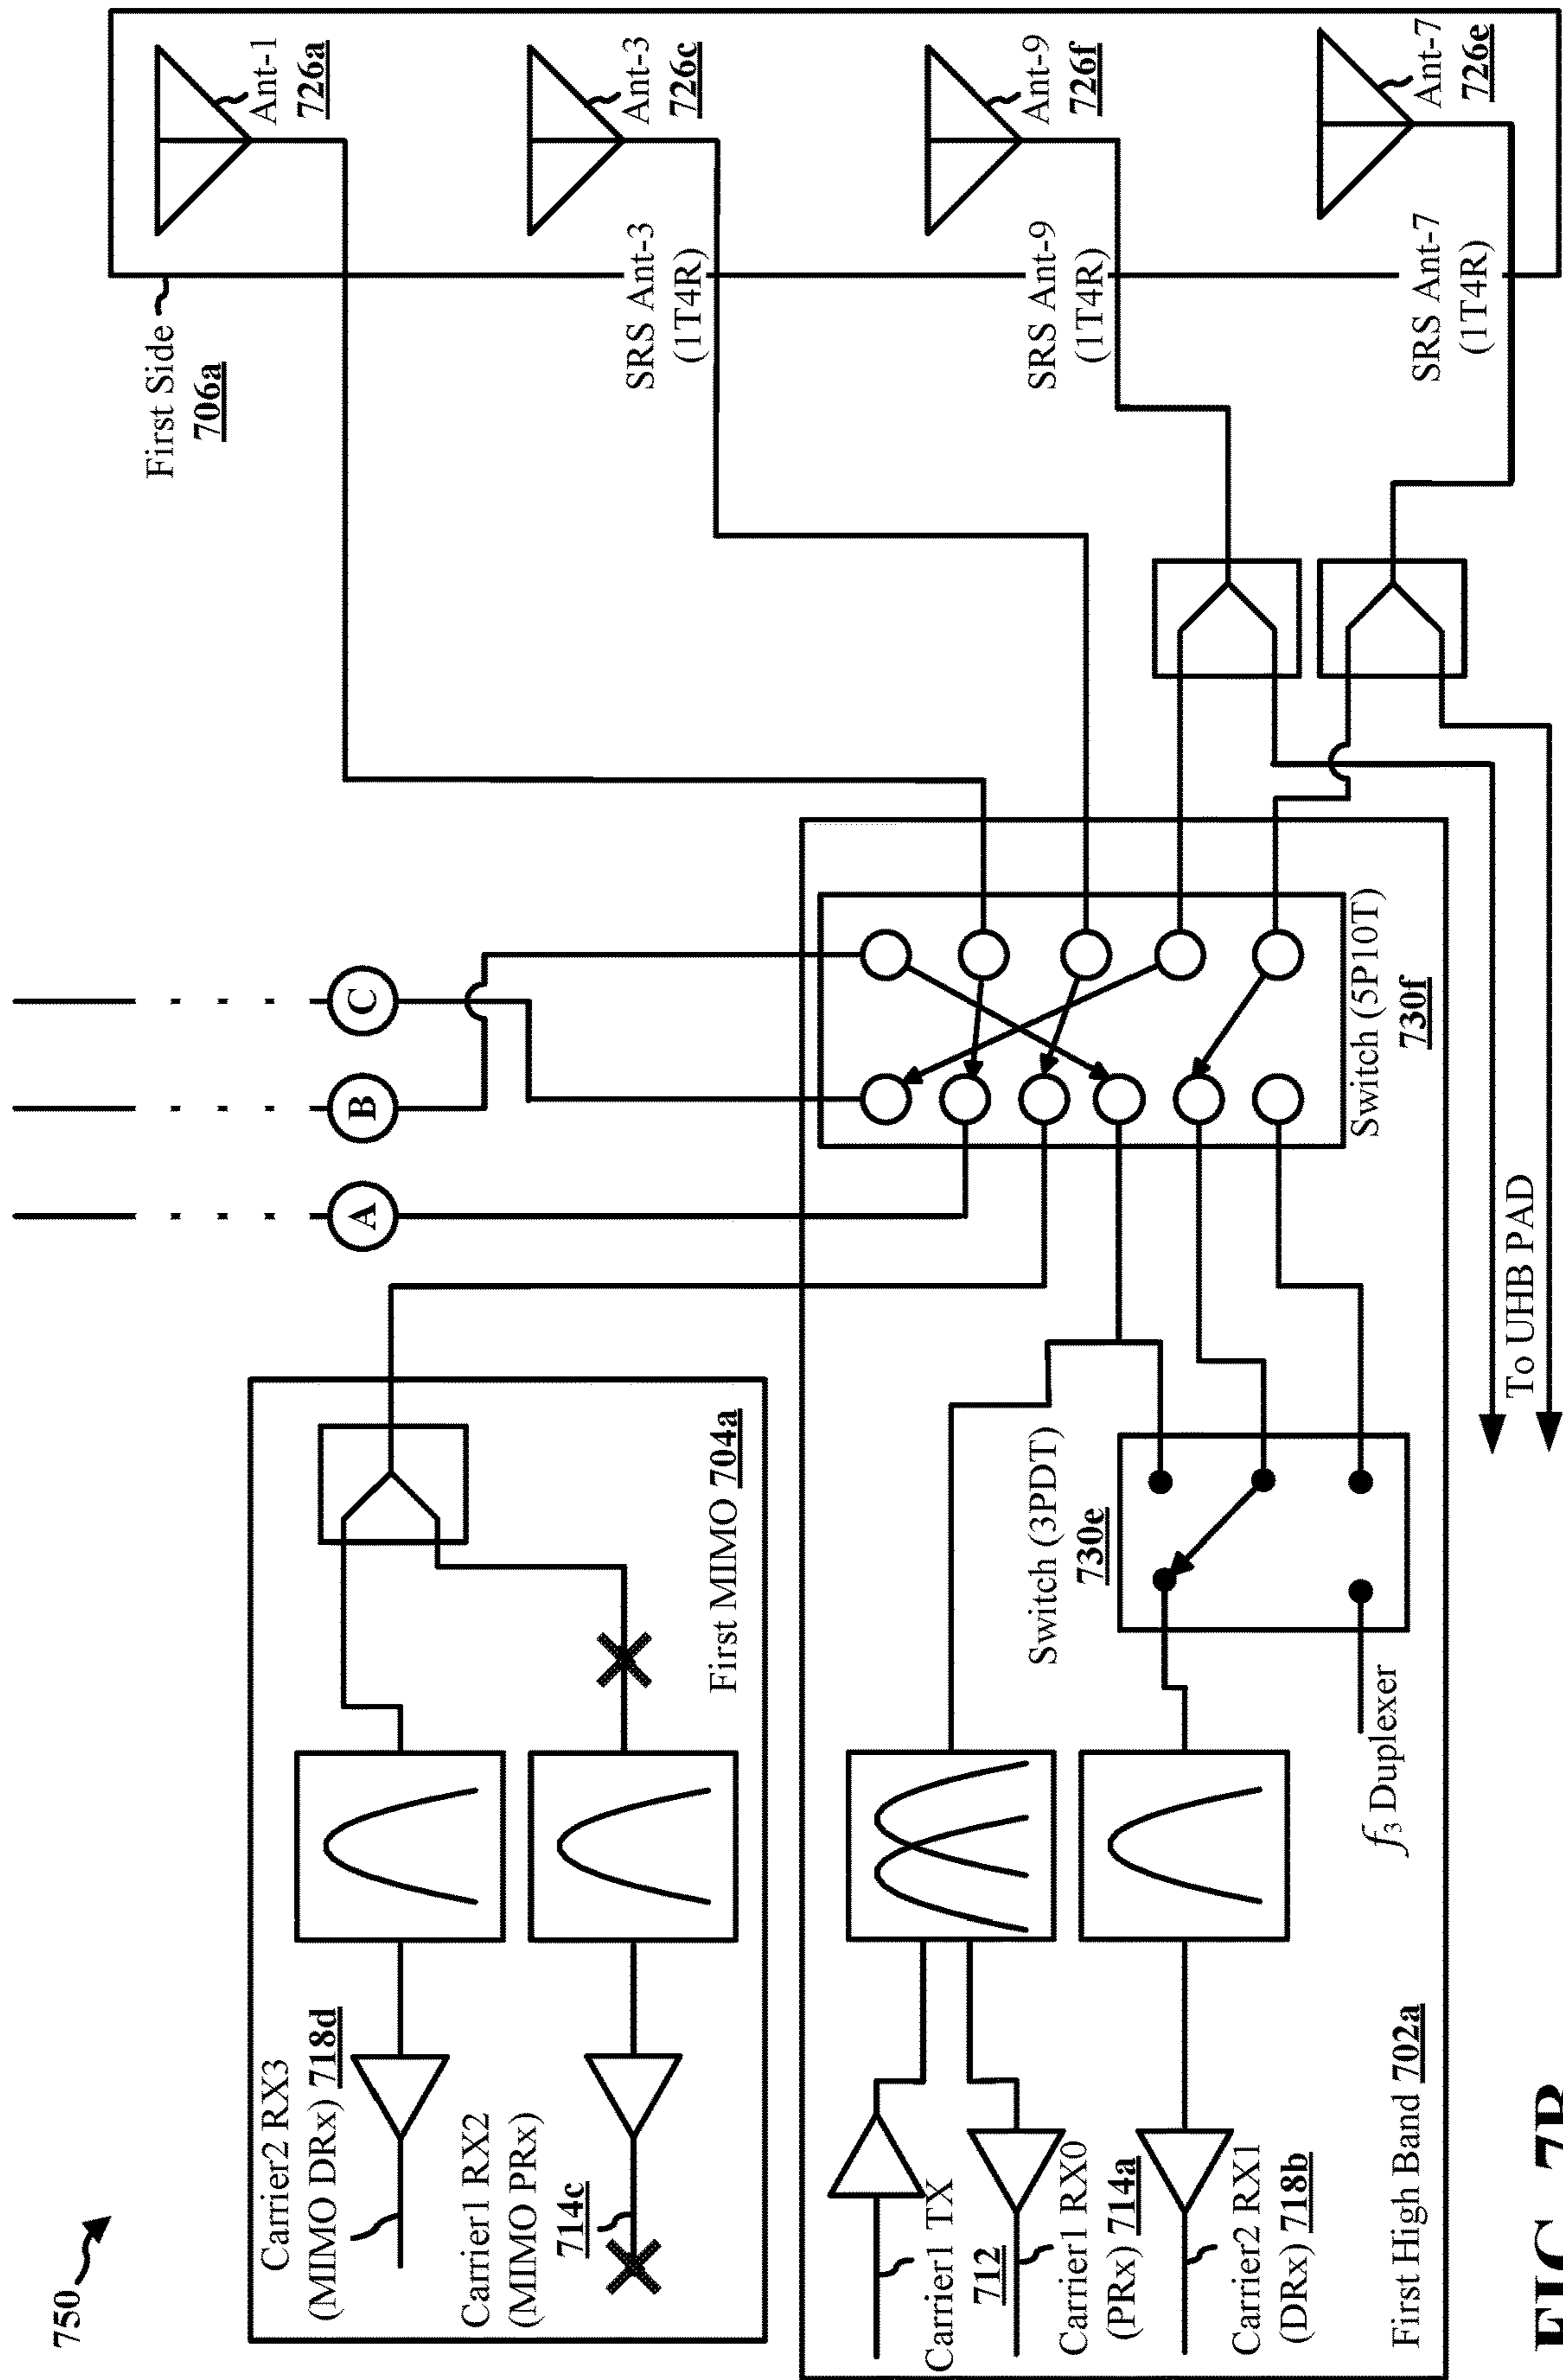 750
Carrier2 RX3
(MIMO DRx) 718d
Carrier1 RX2
(MIMO PRx)
714c
First MIMO 704a
A
B
C
First Side
706a
Ant-1
726a
Ant-3
726c
SRS Ant-3
(1T4R)
Ant-9
726f
SRS Ant-9
(1T4R)
Ant-7
726e
SRS Ant-7
(1T4R)
Carrier1 TX
712
Carrier1 RX0
(PRx) 714a
Carrier2 RX1
(DRx) 718b
Switch (3PDT)
730e
f3 Duplexer
Switch (5P10T)
730f
First High Band 702a
To UHB PAD